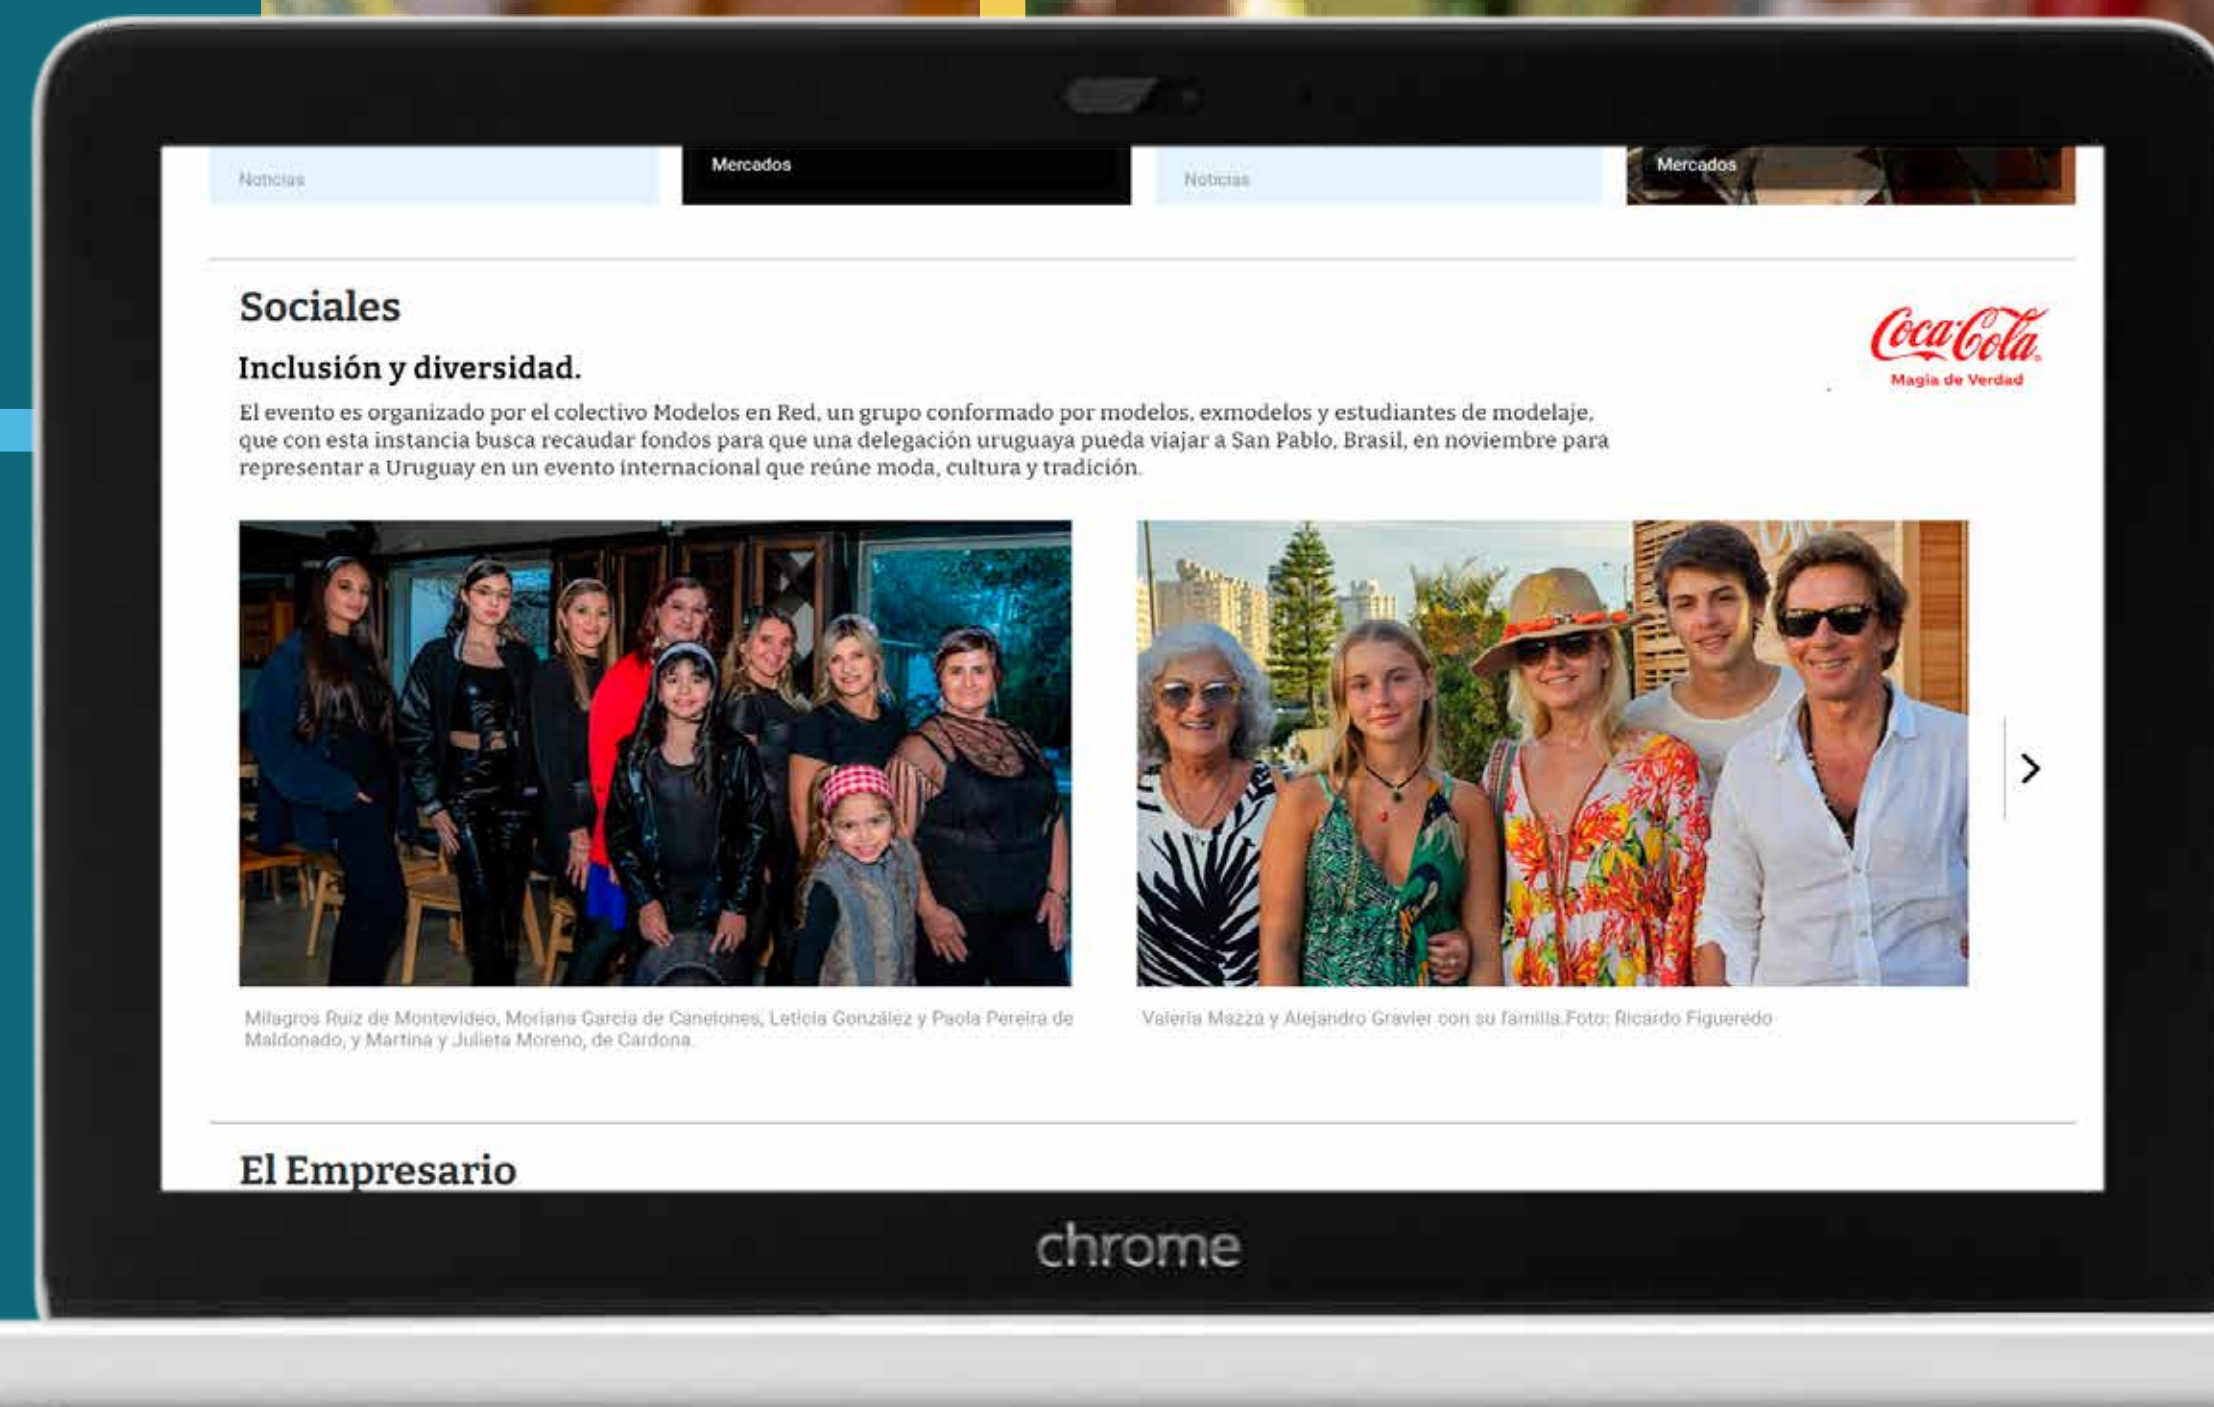 Noticias
Mercados
Noticias
Mercados
Sociales
Inclusión y diversidad.
El evento es organizado por el colectivo Modelos en Red, un grupo conformado por modelos, exmodelos y estudiantes de modelaje,
que con esta instancia busca recaudar fondos para que una delegación uruguaya pueda viajar a San Pablo, Brasil, en noviembre para
representar a Uruguay en un evento internacional que reúne moda, cultura y tradición.
Coca-Cola
Magia de Verdad
Milagros Ruiz de Montevideo, Moriana García de Canelones, Leticia González y Paola Pereira de
Maldonado, y Martina y Julieta Moreno, de Cardona.
Valeria Mazza y Alejandro Gravier con su familia.Foto: Ricardo Figueredo
El Empresario
chrome